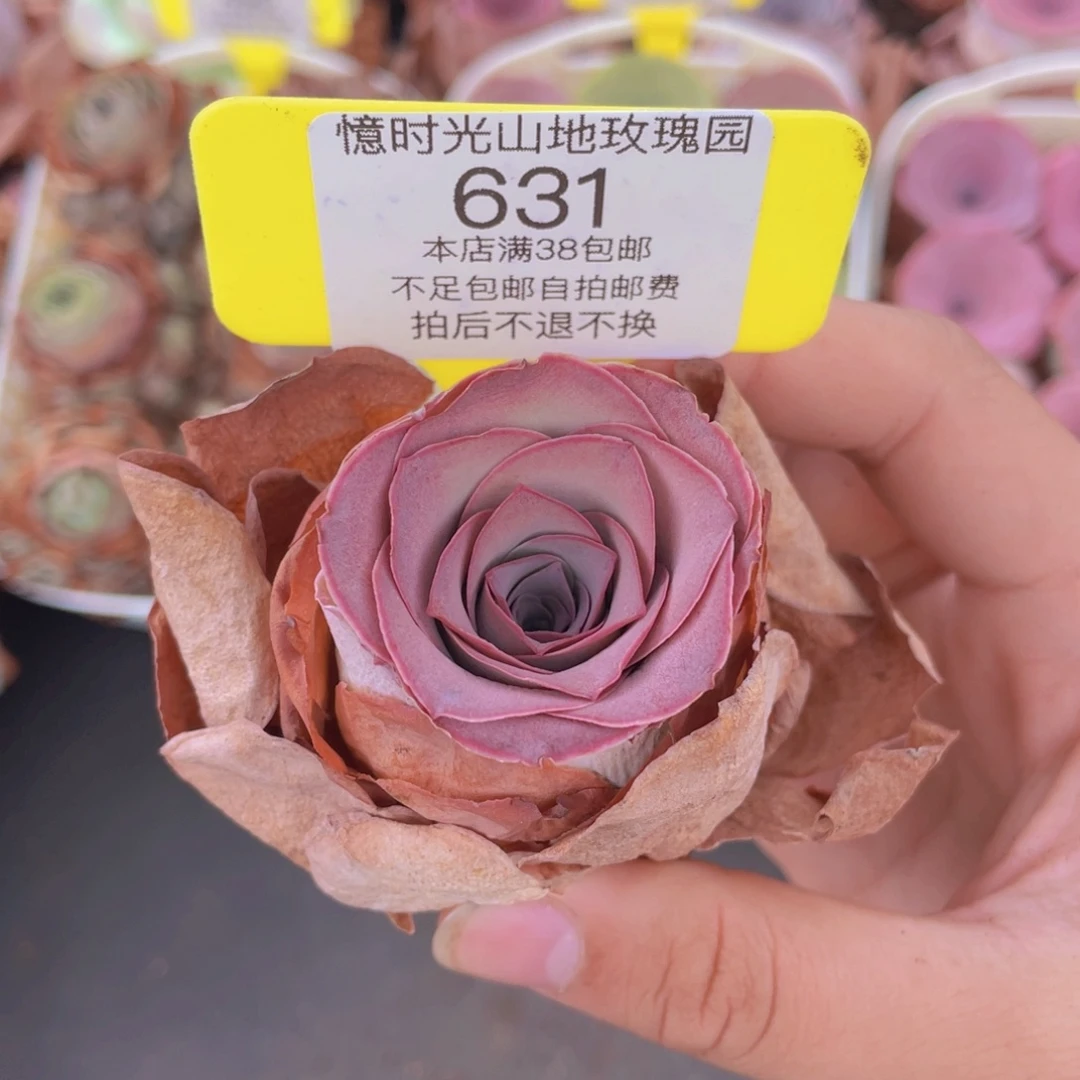 憶时光山地玫瑰园
631
本店满38包邮
不足包邮自拍邮费
拍后不退不换